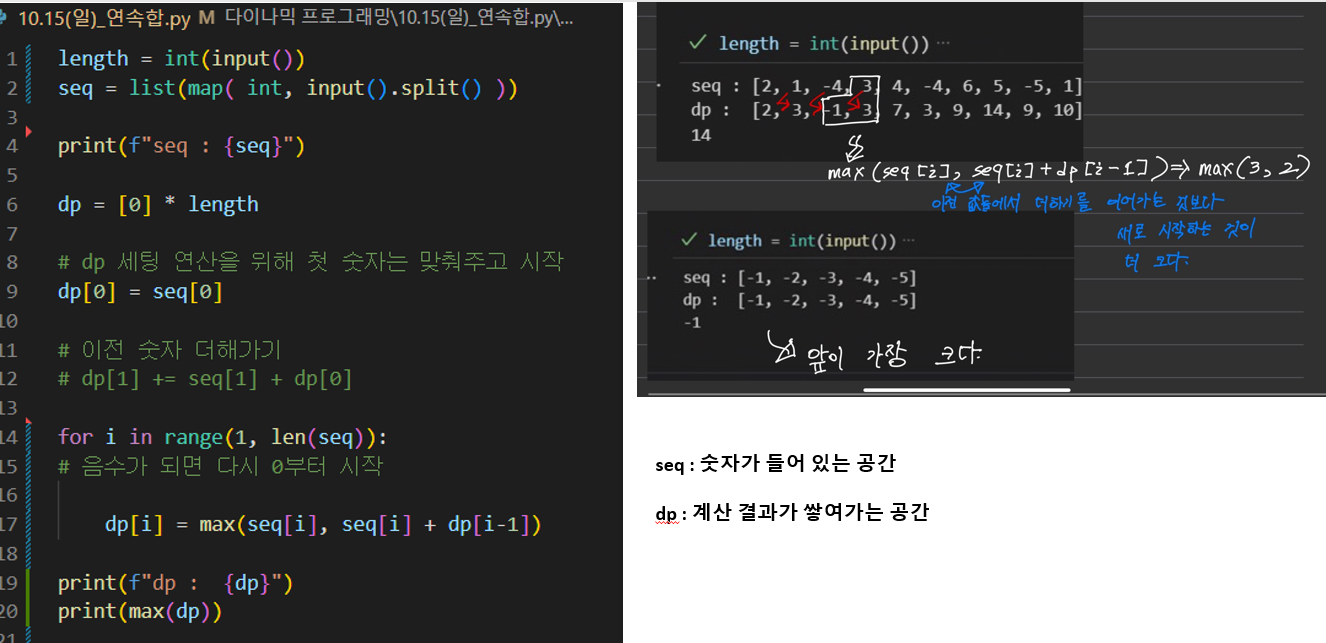 10.15(일)_연속합.py M 다이나믹 프로그래밍\10.15(일)_연속합.py\...
1 length = int(input())
2 seq = list(map( int, input().split() ))
3
4 print(f"seq : {seq}")
5
6 dp = [0] * length
7
8 # dp 세팅 연산을 위해 첫 숫자는 맞춰주고 시작
9 dp[0] = seq[0]
10
11 # 이전 숫자 더해가기
12 # dp[1] += seq[1] + dp[0]
13
14 for i in range(1, len(seq)):
15 # 음수가 되면 다시 0부터 시작
16
17 dp[i] = max(seq[i], seq[i] + dp[i-1])
18
19 print(f"dp :  {dp}")
20 print(max(dp))
21
✓ length = int(input()) ···
seq : [2, 1, -4, 3, 4, -4, 6, 5, -5, 1]
dp :  [2, 3, -1, 3, 7, 3, 9, 14, 9, 10]
14
max (seq[i], seq[i]+dp[i-1]) ⇒ max(3, 2)
이전 값들에서 더하기를 이어가는 것보다
새로 시작하는 것이
더 크다.
✓ length = int(input()) ···
seq : [-1, -2, -3, -4, -5]
dp :  [-1, -2, -3, -4, -5]
-1
앞이 가장 크다.
seq : 숫자가 들어 있는 공간
dp : 계산 결과가 쌓여가는 공간